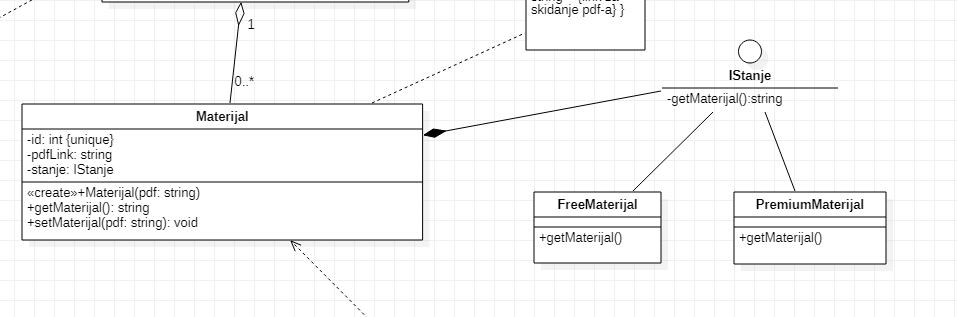 skidanje pdf-a} }
1
0..*
IStanje
-getMaterijal():string
Materijal
-id: int {unique}
-pdfLink: string
-stanje: IStanje
«create»+Materijal(pdf: string)
+getMaterijal(): string
+setMaterijal(pdf: string): void
FreeMaterijal
+getMaterijal()
PremiumMaterijal
+getMaterijal()